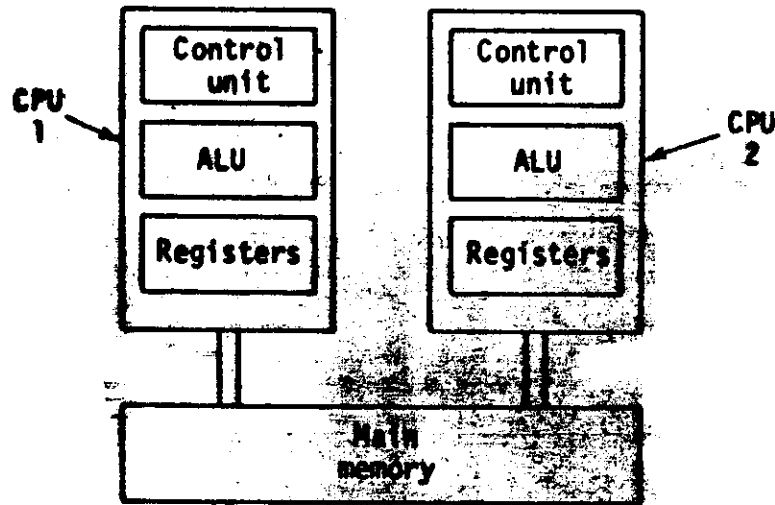 Control
unit
Control
unit
CPU
1
CPU
2
ALU
ALU
Registers
Registers
Main
memory